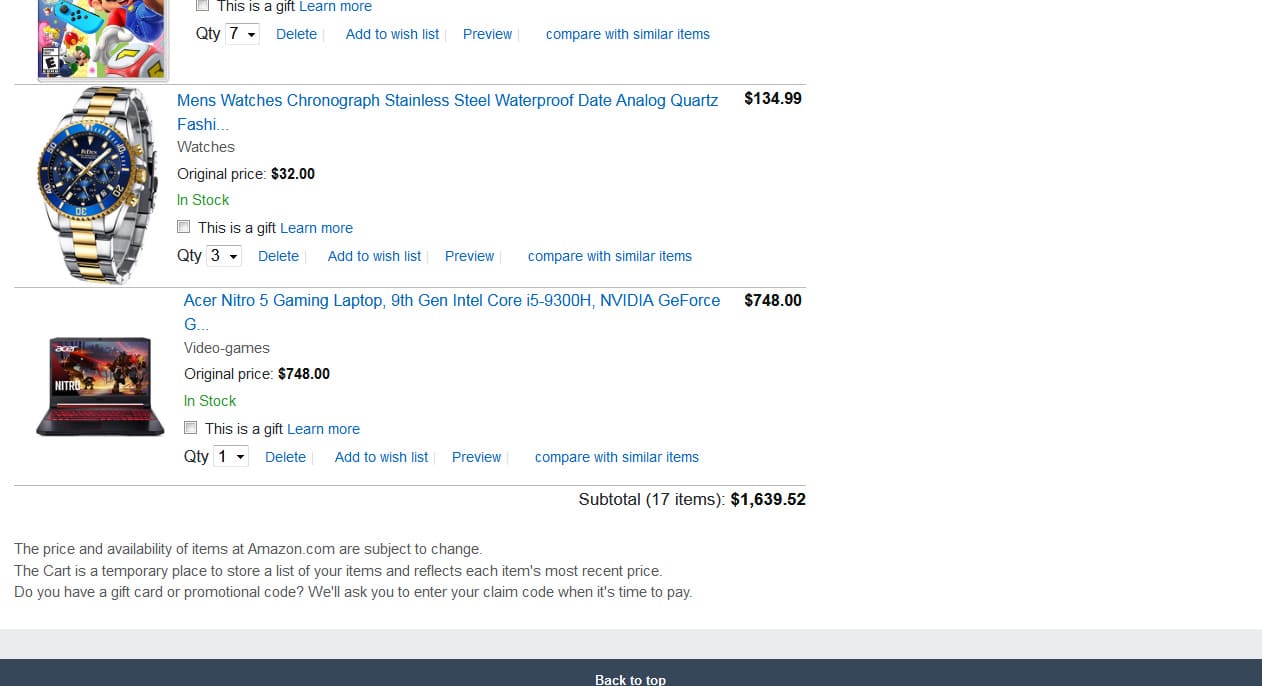 This is a gift Learn more
Qty 7 Delete Add to wish list Preview compare with similar items
E
Mens Watches Chronograph Stainless Steel Waterproof Date Analog Quartz $134.99
Fashi...
Watches
Original price: $32.00
In Stock
This is a gift Learn more
Qty 3 Delete Add to wish list Preview compare with similar items
Acer Nitro 5 Gaming Laptop, 9th Gen Intel Core i5-9300H, NVIDIA GeForce $748.00
G...
Video-games
acer
Original price: $748.00
NITRO
In Stock
This is a gift Learn more
Qty 1 Delete Add to wish list Preview compare with similar items
Subtotal (17 items): $1,639.52
The price and availability of items at Amazon.com are subject to change.
The Cart is a temporary place to store a list of your items and reflects each item's most recent price.
Do you have a gift card or promotional code? We'll ask you to enter your claim code when it's time to pay.
Back to top